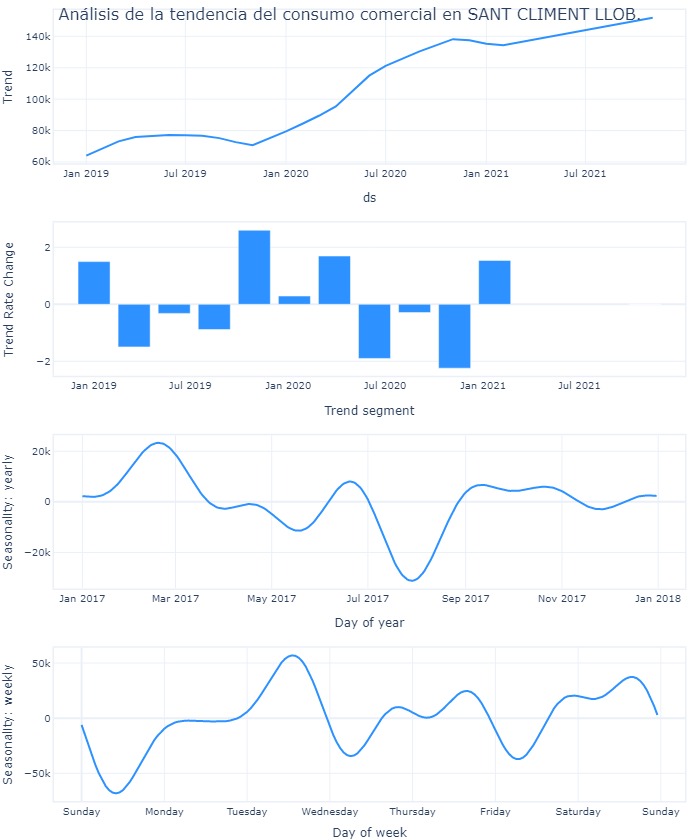 Análisis de la tendencia del consumo comercial en SANT CLIMENT LLOB.
Trend
140k
120k
100k
80k
60k
Jan 2019 Jul 2019 Jan 2020 Jul 2020 Jan 2021 Jul 2021
ds
Trend Rate Change
2
0
−2
Jan 2019 Jul 2019 Jan 2020 Jul 2020 Jan 2021 Jul 2021
Trend segment
Seasonality: yearly
20k
0
−20k
Jan 2017 Mar 2017 May 2017 Jul 2017 Sep 2017 Nov 2017 Jan 2018
Day of year
Seasonality: weekly
50k
0
−50k
Sunday Monday Tuesday Wednesday Thursday Friday Saturday Sunday
Day of week